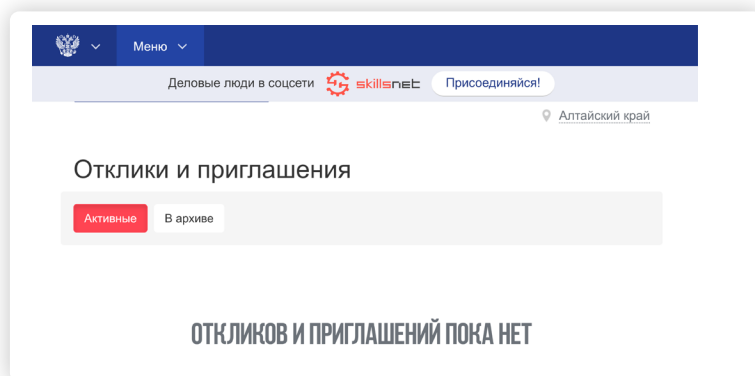 Меню
Деловые люди в соцсети skillsnet Присоединяйся!
Алтайский край
Отклики и приглашения
Активные В архиве
ОТКЛИКОВ И ПРИГЛАШЕНИЙ ПОКА НЕТ